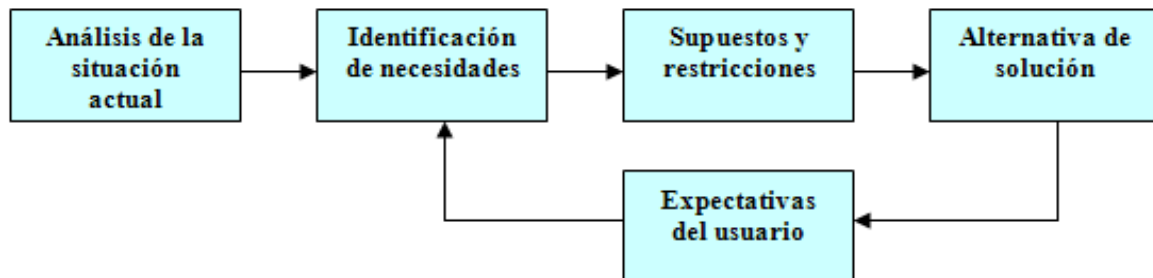 Análisis de la
situación
actual
Identificación
de necesidades
Supuestos y
restricciones
Alternativa de
solución
Expectativas
del usuario